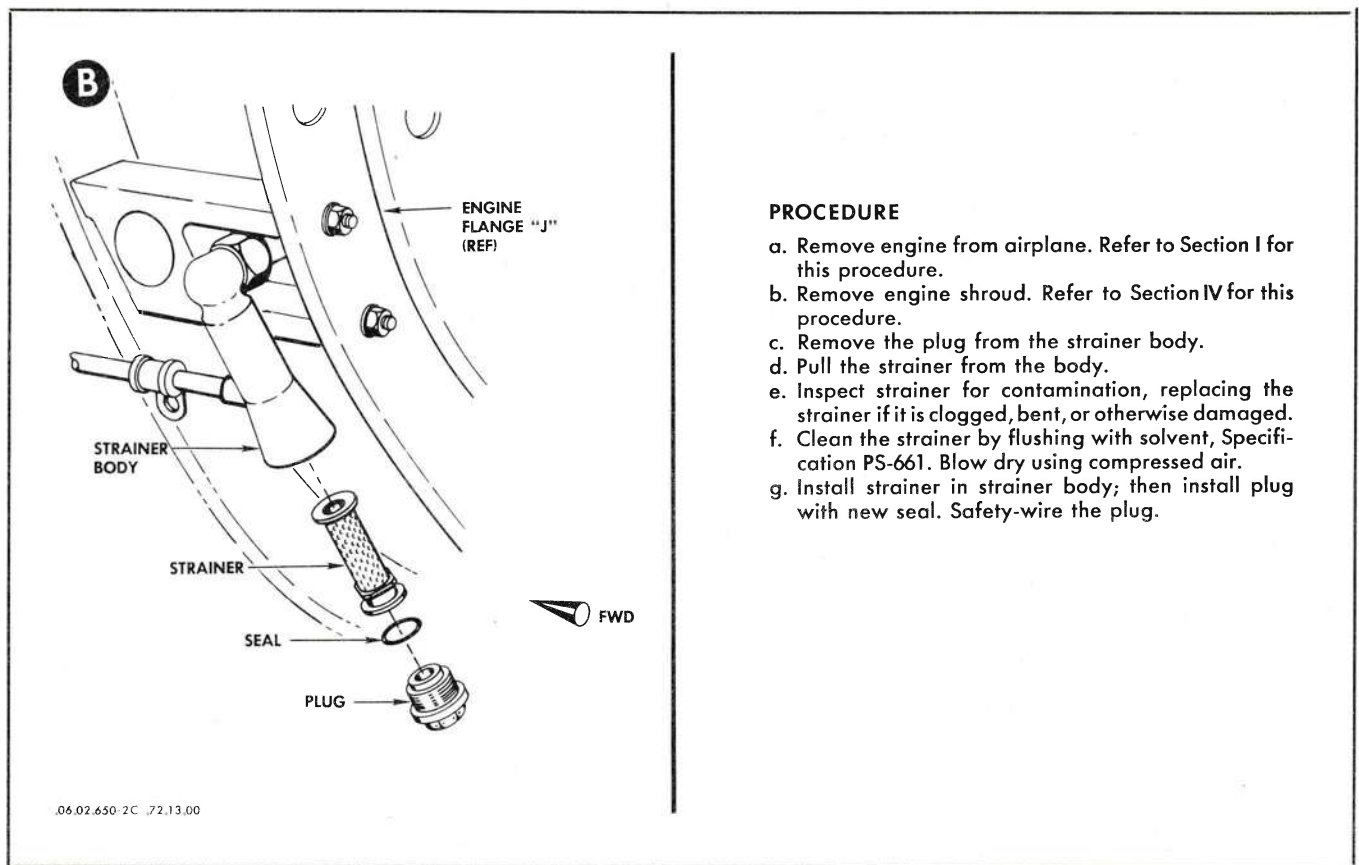 B
ENGINE
FLANGE "J"
(REF)
STRAINER
BODY
STRAINER
SEAL
PLUG
FWD
.06.02.650-2C .72.13.00
PROCEDURE
a. Remove engine from airplane. Refer to Section I for
this procedure.
b. Remove engine shroud. Refer to Section IV for this
procedure.
c. Remove the plug from the strainer body.
d. Pull the strainer from the body.
e. Inspect strainer for contamination, replacing the
strainer if it is clogged, bent, or otherwise damaged.
f. Clean the strainer by flushing with solvent, Specifi-
cation PS-661. Blow dry using compressed air.
g. Install strainer in strainer body; then install plug
with new seal. Safety-wire the plug.